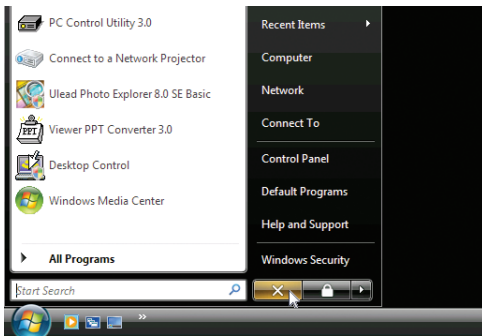 PC Control Utility 3.0
Connect to a Network Projector
Ulead Photo Explorer 8.0 SE Basic
PPT
Viewer PPT Converter 3.0
Desktop Control
Windows Media Center
All Programs
Start Search
Recent Items
Computer
Network
Connect To
Control Panel
Default Programs
Help and Support
Windows Security